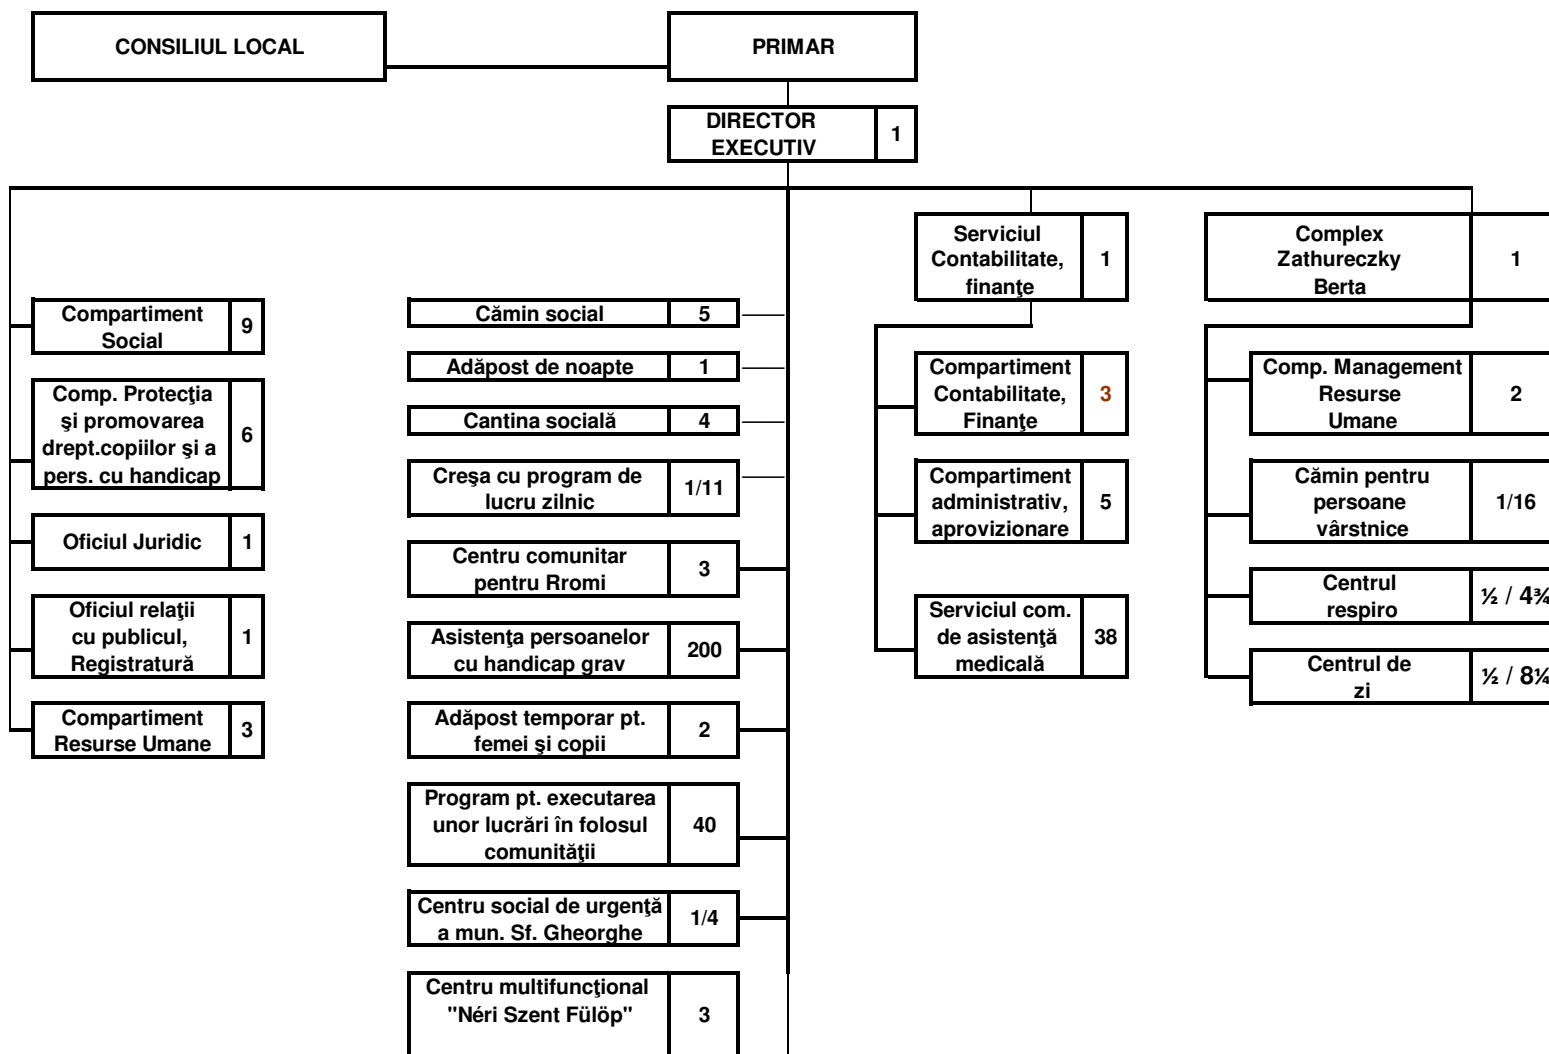 CONSILIUL LOCAL
PRIMAR
DIRECTOR
EXECUTIV
1
Compartiment
Social
9
Comp. Protecţia
şi promovarea
drept.copiilor şi a
pers. cu handicap
6
Oficiul Juridic
1
Oficiul relaţii
cu publicul,
Registratură
1
Compartiment
Resurse Umane
3
Cămin social
5
Adăpost de noapte
1
Cantina socială
4
Creşa cu program de
lucru zilnic
1/11
Centru comunitar
pentru Rromi
3
Asistenţa persoanelor
cu handicap grav
200
Adăpost temporar pt.
femei şi copii
2
Program pt. executarea
unor lucrări în folosul
comunităţii
40
Centru social de urgenţă
a mun. Sf. Gheorghe
1/4
Centru multifuncţional
"Néri Szent Fülöp"
3
Serviciul
Contabilitate,
finanţe
1
Compartiment
Contabilitate,
Finanţe
3
Compartiment
administrativ,
aprovizionare
5
Serviciul com.
de asistenţă
medicală
38
Complex
Zathureczky
Berta
1
Comp. Management
Resurse
Umane
2
Cămin pentru
persoane
vârstnice
1/16
Centrul
respiro
½ / 4¾
Centrul de
zi
½ / 8¼